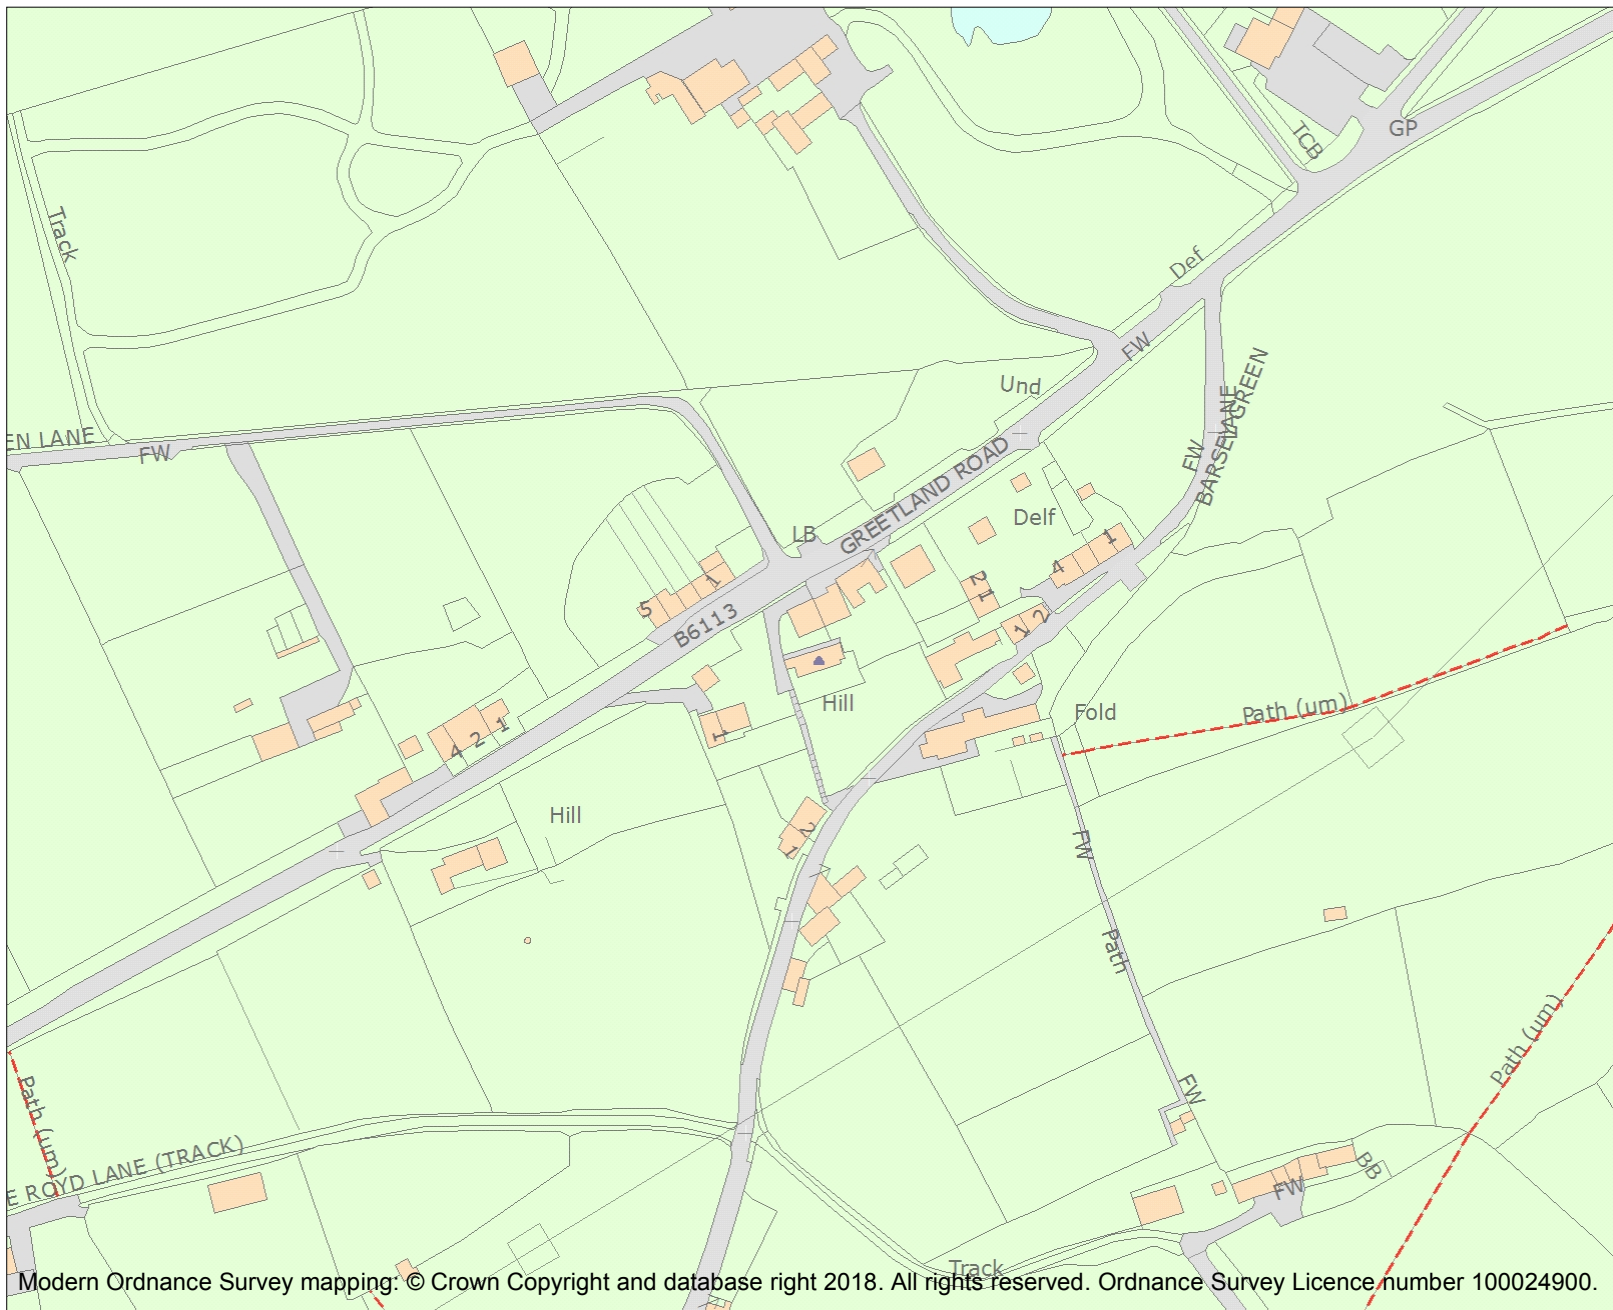 GP
TCB
Track
Def
FW
Und
BARSEY GREEN
LANE
FW
EN LANE
FW
GREETLAND ROAD
LB
Delf
1
4
2
1
1
5
B6113
1 2
Hill
Fold
Path (um)
1
4 2 1
Hill
2
1
FW
Path
FW
Path (um)
Path (um)
E ROYD LANE (TRACK)
BB
FW
Track
Modern Ordnance Survey mapping: © Crown Copyright and database right 2018. All rights reserved. Ordnance Survey Licence number 100024900.